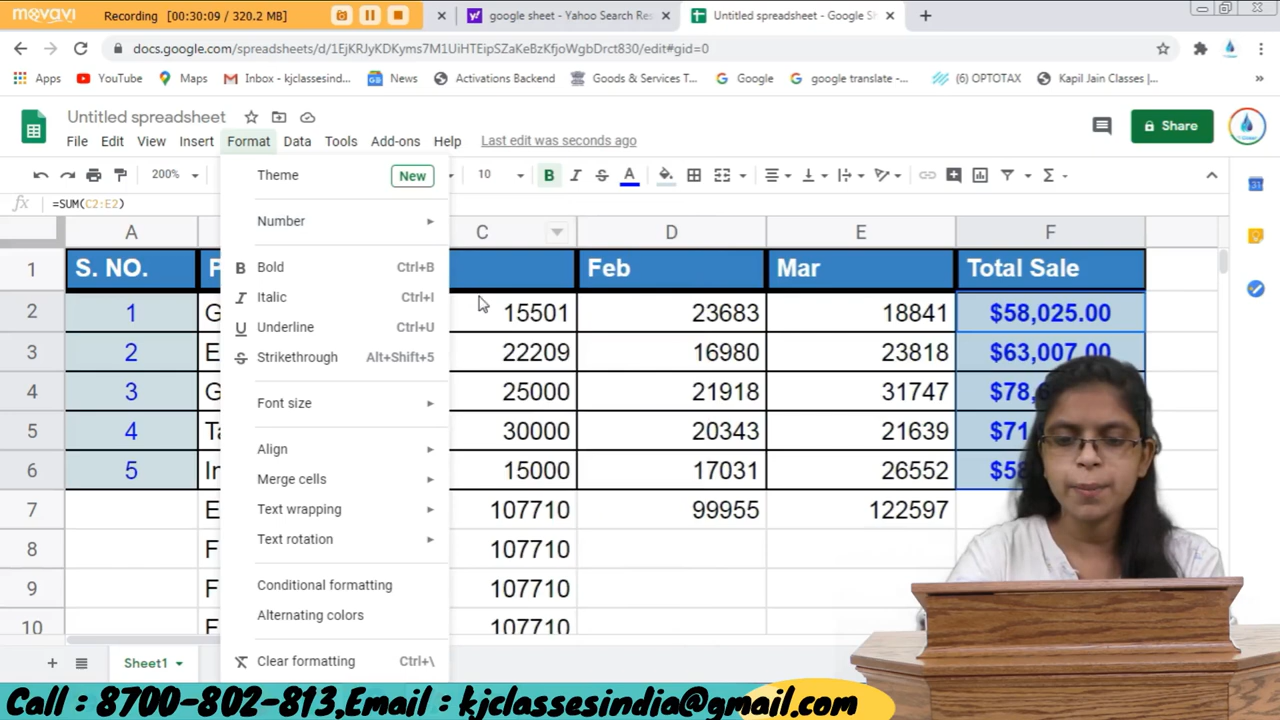 movavi
Recording ( 00:30:09 / 320.2 MB )
google sheet - Yahoo Search Res
Untitled spreadsheet - Google S
docs.google.com/spreadsheets/d/1EjKRJyKDKyms7M1UiHTEipSZaKeBzKfjoWgbDrct830/edit#gid=0
Apps
YouTube
Maps
Inbox - kjclassesind...
News
Activations Backend
Goods & Services T...
Google
google translate -...
(6) OPTOTAX
Kapil Jain Classes |...
Untitled spreadsheet
File Edit View Insert Format Data Tools Add-ons Help Last edit was seconds ago
Share
200%
10
Theme New
fx =SUM(C2:E2)
Number
A C D E F
Bold Ctrl+B
1 S. NO. P Feb Mar Total Sale
Italic Ctrl+I
2 1 G 15501 23683 18841 $58,025.00
Underline Ctrl+U
3 2 E 22209 16980 23818 $63,007.00
Strikethrough Alt+Shift+5
4 3 G 25000 21918 31747 $78,
Font size
5 4 Ta 30000 20343 21639 $71
Align
6 5 In 15000 17031 26552 $58
Merge cells
7 E 107710 99955 122597
Text wrapping
Text rotation
8 F 107710
9 F 107710
Conditional formatting
Alternating colors
10 F 107710
Clear formatting Ctrl+\
Sheet1
Call : 8700-802-813,Email : kjclassesindia@gmail.com